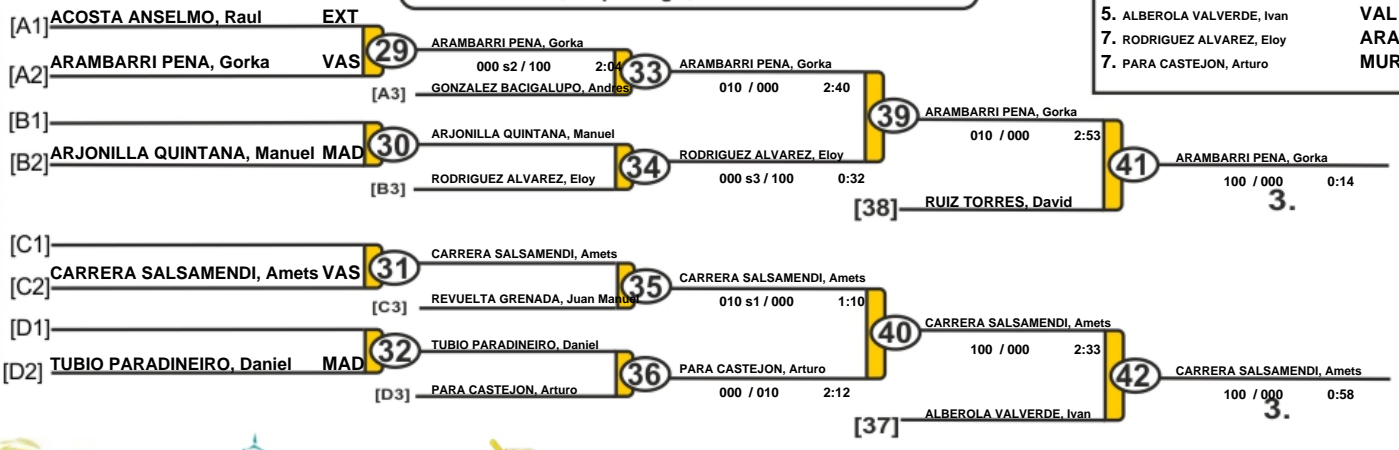 5. ALBEROLA VALVERDE, Ivan VAL
7. RODRIGUEZ ALVAREZ, Eloy ARA
7. PARA CASTEJON, Arturo MUR
[A1] ACOSTA ANSELMO, Raul EXT
[A2] ARAMBARRI PENA, Gorka VAS
29
ARAMBARRI PENA, Gorka
000 s2 / 100 2:04
[A3] GONZALEZ BACIGALUPO, Andres
33
ARAMBARRI PENA, Gorka
010 / 000 2:40
[B1]
[B2] ARJONILLA QUINTANA, Manuel MAD
30
ARJONILLA QUINTANA, Manuel
[B3] RODRIGUEZ ALVAREZ, Eloy
34
RODRIGUEZ ALVAREZ, Eloy
000 s3 / 100 0:32
39
ARAMBARRI PENA, Gorka
010 / 000 2:53
[38] RUIZ TORRES, David
41
ARAMBARRI PENA, Gorka
100 / 000 0:14
3.
[C1]
[C2] CARRERA SALSAMENDI, Amets VAS
31
CARRERA SALSAMENDI, Amets
[C3] REVUELTA GRENADA, Juan Manuel
35
CARRERA SALSAMENDI, Amets
010 s1 / 000 1:10
[D1]
[D2] TUBIO PARADINEIRO, Daniel MAD
32
TUBIO PARADINEIRO, Daniel
[D3] PARA CASTEJON, Arturo
36
PARA CASTEJON, Arturo
000 / 010 2:12
40
CARRERA SALSAMENDI, Amets
100 / 000 2:33
[37] ALBEROLA VALVERDE, Ivan
42
CARRERA SALSAMENDI, Amets
100 / 000 0:58
3.